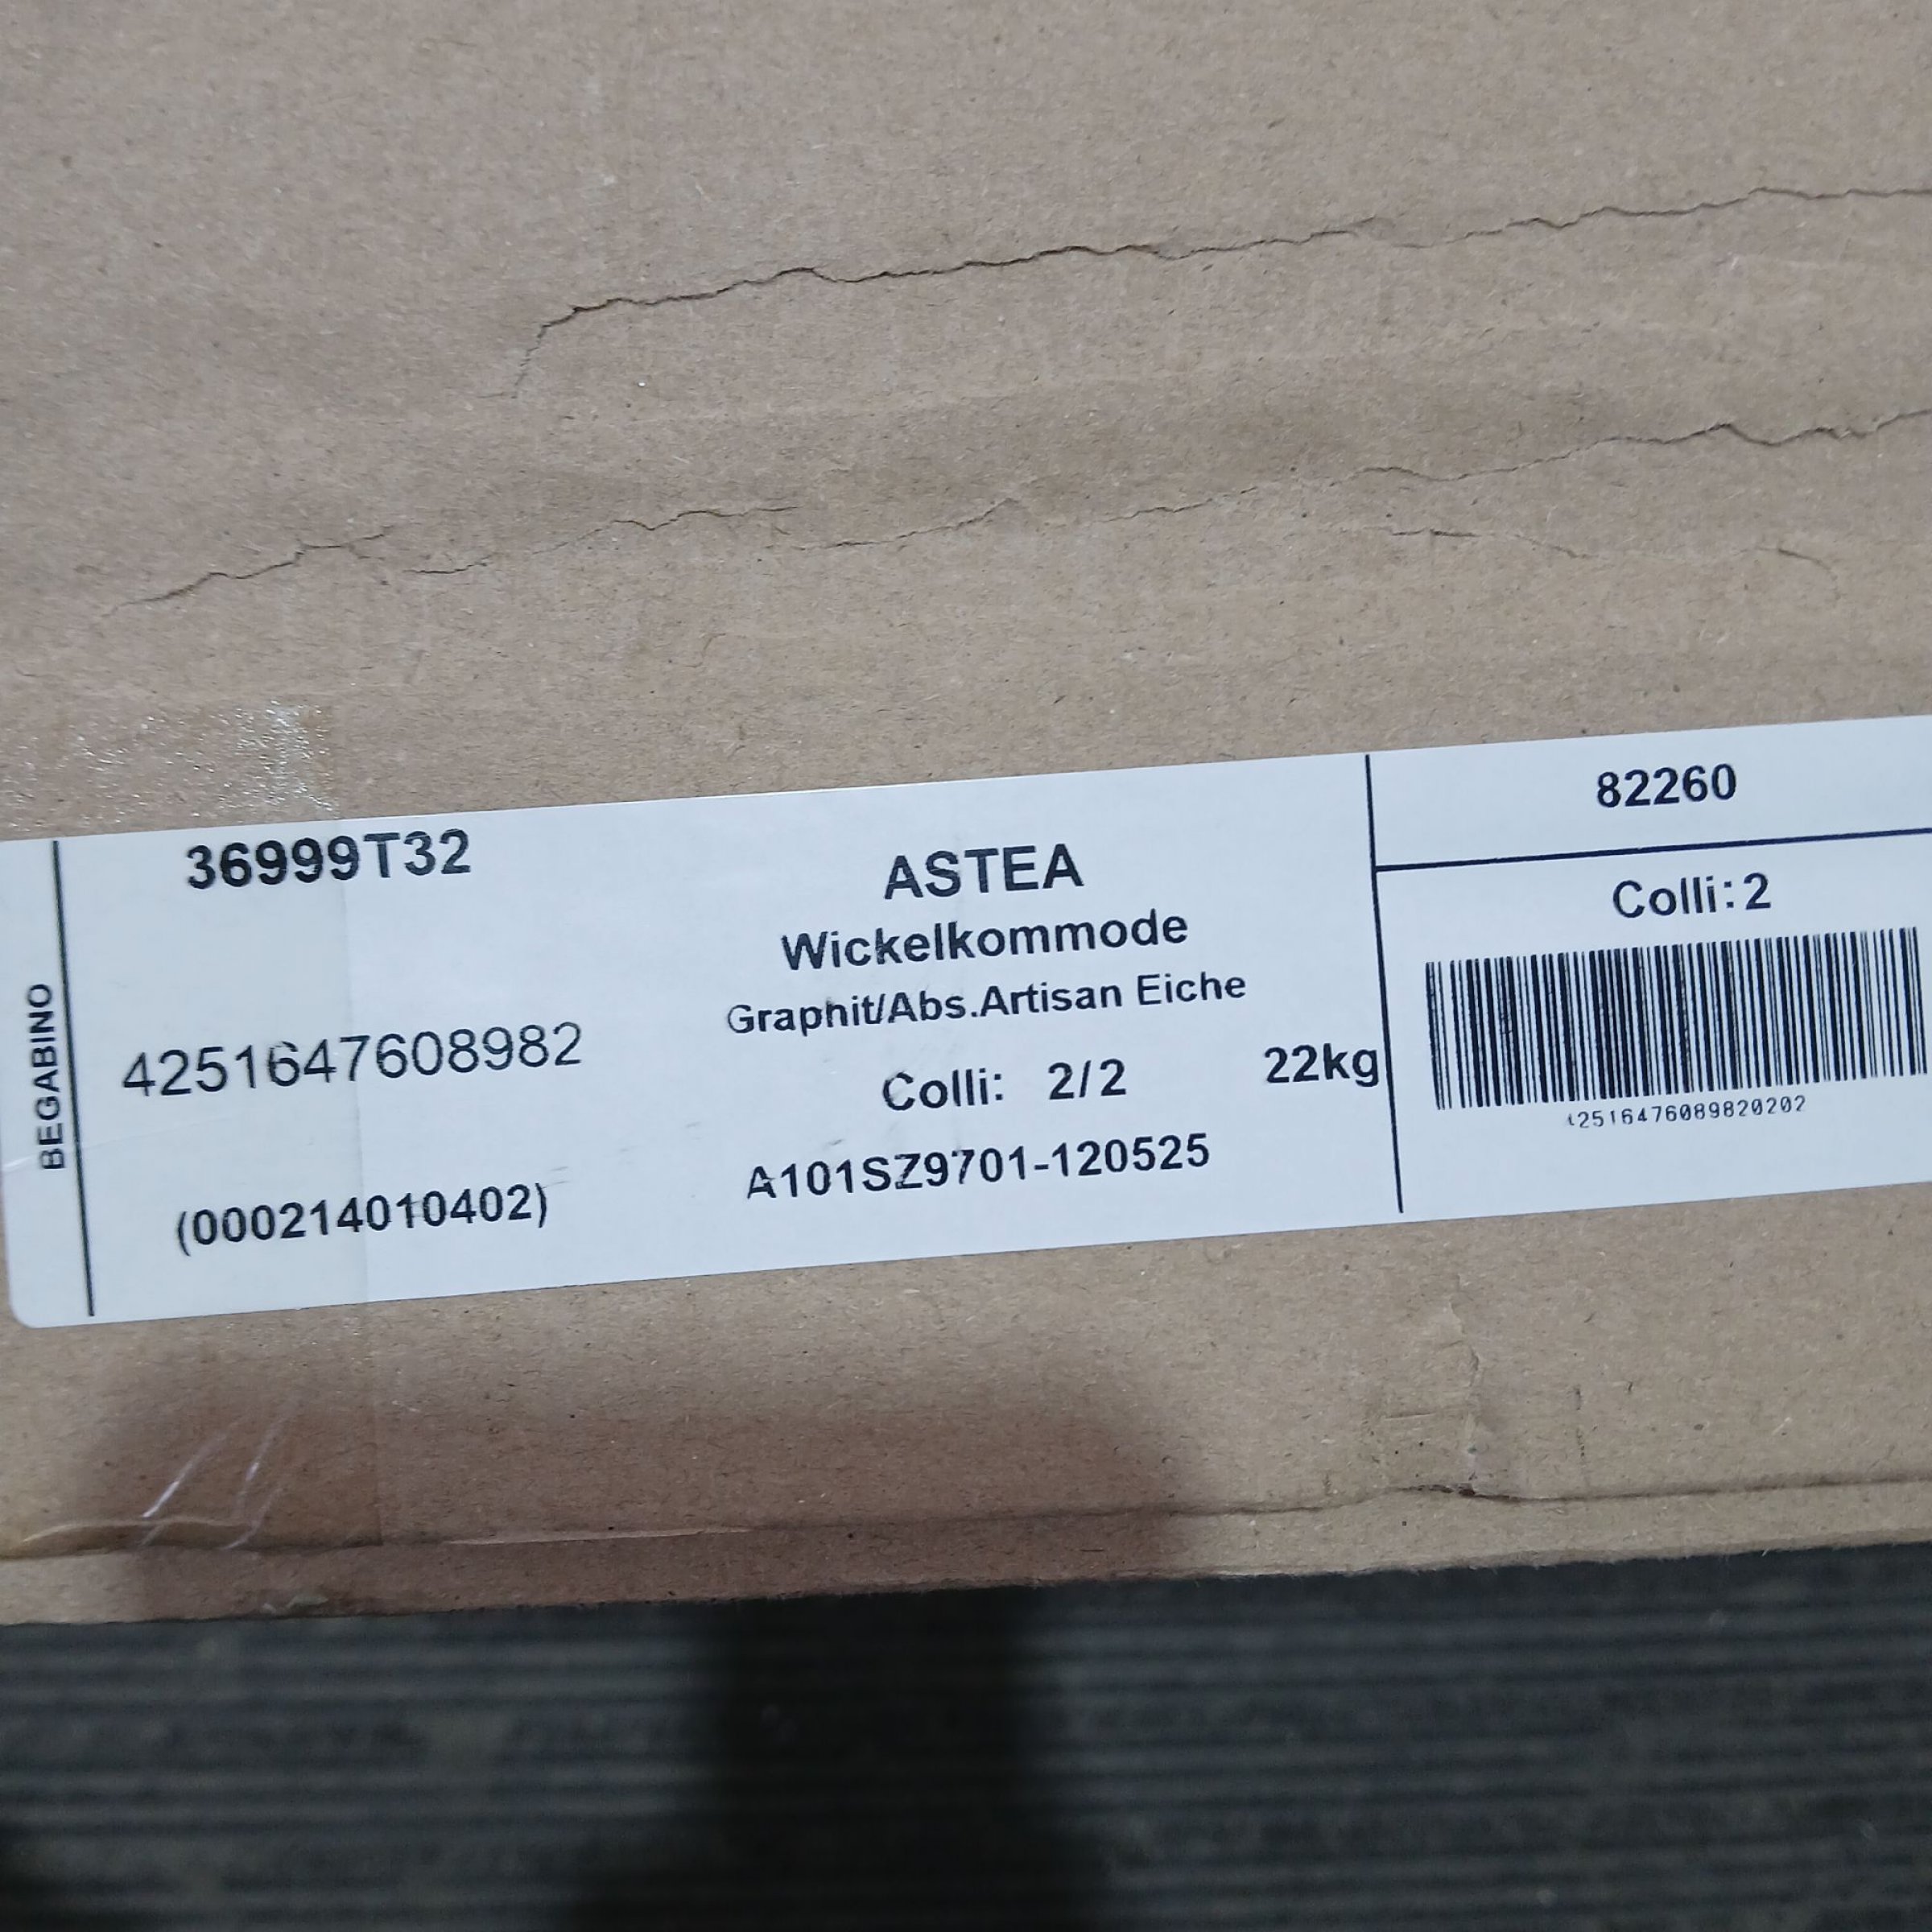 BEGABINO
36999T32
4251647608982
(000214010402)
ASTEA
Wickelkommode
Graphit/Abs.Artisan Eiche
Colli: 2/2
22kg
A101SZ9701-120525
82260
Colli:2
42516476089820202